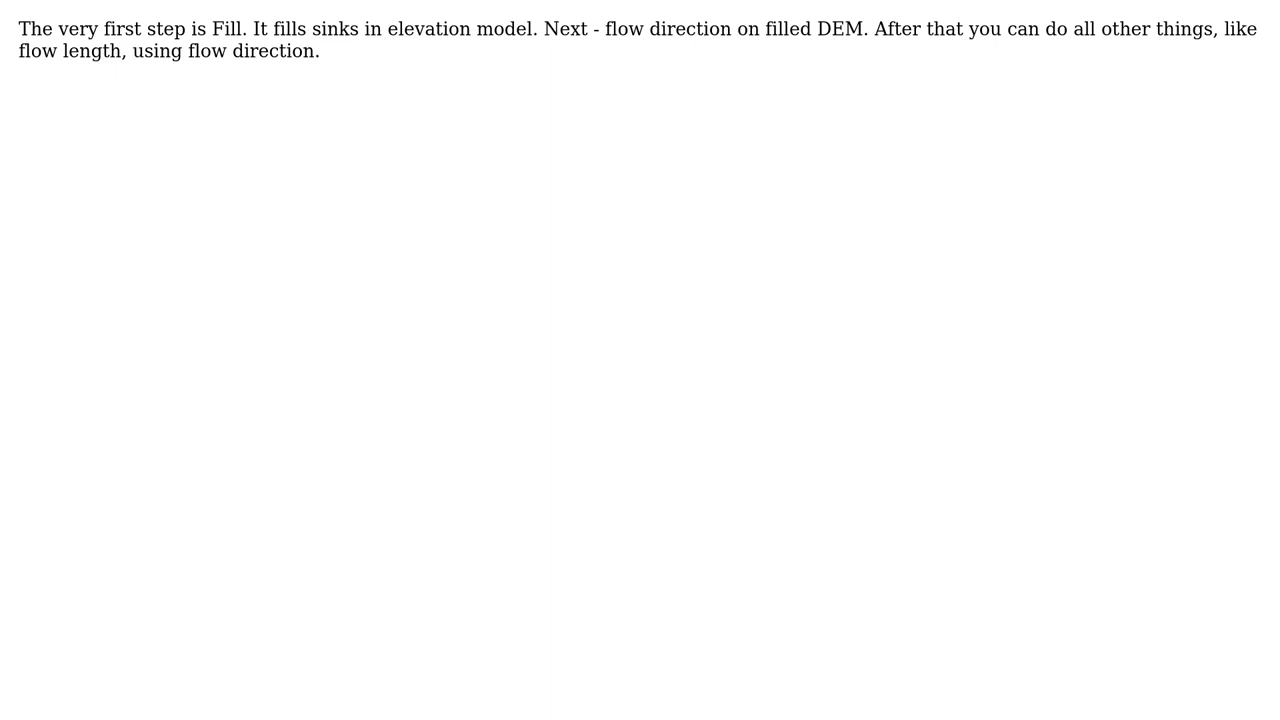 The very first step is Fill. It fills sinks in elevation model. Next - flow direction on filled DEM. After that you can do all other things, like
flow length, using flow direction.